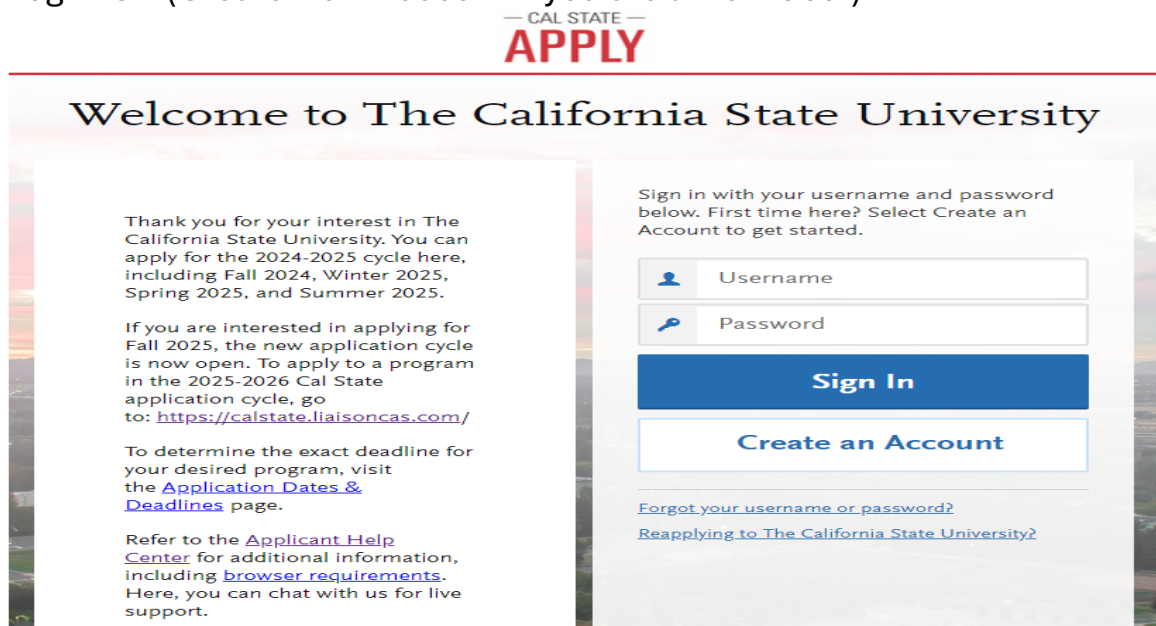 — CAL STATE —
APPLY
Welcome to The California State University
Thank you for your interest in The
California State University. You can
apply for the 2024-2025 cycle here,
including Fall 2024, Winter 2025,
Spring 2025, and Summer 2025.
If you are interested in applying for
Fall 2025, the new application cycle
is now open. To apply to a program
in the 2025-2026 Cal State
application cycle, go
to: https://calstate.liaisoncas.com/
To determine the exact deadline for
your desired program, visit
the Application Dates &
Deadlines page.
Refer to the Applicant Help
Center for additional information,
including browser requirements.
Here, you can chat with us for live
support.
Sign in with your username and password
below. First time here? Select Create an
Account to get started.
Username
Password
Sign In
Create an Account
Forgot your username or password?
Reapplying to The California State University?